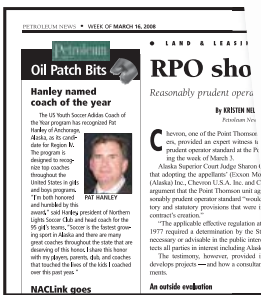 PETROLEUM NEWS • WEEK OF MARCH 16, 2008
Petroleum
Oil Patch Bits
Hanley named
coach of the year
The US Youth Soccer Adidas Coach of
the Year program has recognized Pat
Hanley of Anchorage,
Alaska, as its candi-
date for Region IV.
The program is
designed to recog-
nize top coaches
throughout the
United States in girls
and boys programs.
"I'm both honored
and humbled by this
award," said Hanley, president of Northern
Lights Soccer Club and head coach for the
95 girl's teams, "Soccer is the fastest grow-
ing sport in Alaska and there are many
great coaches throughout the state that are
deserving of this honor. I share this honor
with my players, parents, club, and coaches
that touched the lives of the kids I coached
over this past year."
PAT HANLEY
NACLink goes
• LAND & LEASI
RPO sho
Reasonably prudent opera
By KRISTEN NEL
Petroleum Nes
Chevron, one of the Point Thomson
ers, provided an expert witness t
prudent operator standard at the Po
ing the week of March 3.
Alaska Superior Court Judge Sharon
that adopting the appellants' (Exxon Mo
(Alaska) Inc., Chevron U.S.A. Inc. and C
argument that the Point Thomson unit ag
sonably prudent operator standard "would
tory and statutory provisions that were i
contract's creation."
"The applicable effective regulation at
1977 required a determination by the St
necessary or advisable in the public inter
tects all parties in interest including Alask
The testimony, however, provided i
develops projects — and how a consultar
ments.
An outside evaluation